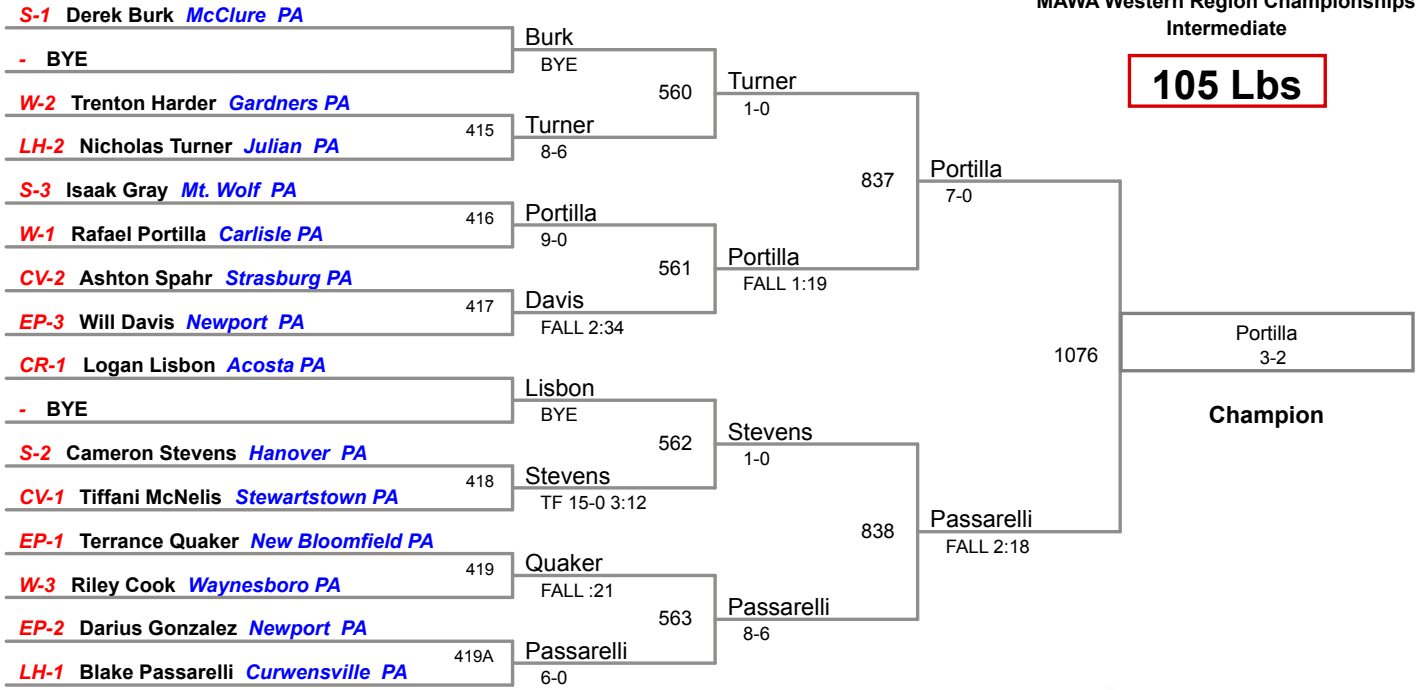 MAWA Western Region Championships
Intermediate
105 Lbs
S-1 Derek Burk McClure PA
- BYE
W-2 Trenton Harder Gardners PA
LH-2 Nicholas Turner Julian PA
S-3 Isaak Gray Mt. Wolf PA
W-1 Rafael Portilla Carlisle PA
CV-2 Ashton Spahr Strasburg PA
EP-3 Will Davis Newport PA
CR-1 Logan Lisbon Acosta PA
- BYE
S-2 Cameron Stevens Hanover PA
CV-1 Tiffani McNelis Stewartstown PA
EP-1 Terrance Quaker New Bloomfield PA
W-3 Riley Cook Waynesboro PA
EP-2 Darius Gonzalez Newport PA
LH-1 Blake Passarelli Curwensville PA
415
416
417
418
419
419A
Burk
BYE
Turner
8-6
Portilla
9-0
Davis
FALL 2:34
Lisbon
BYE
Stevens
TF 15-0 3:12
Quaker
FALL :21
Passarelli
6-0
560
561
562
563
Turner
1-0
Portilla
FALL 1:19
Stevens
1-0
Passarelli
8-6
837
838
Portilla
7-0
Passarelli
FALL 2:18
1076
Portilla
3-2
Champion